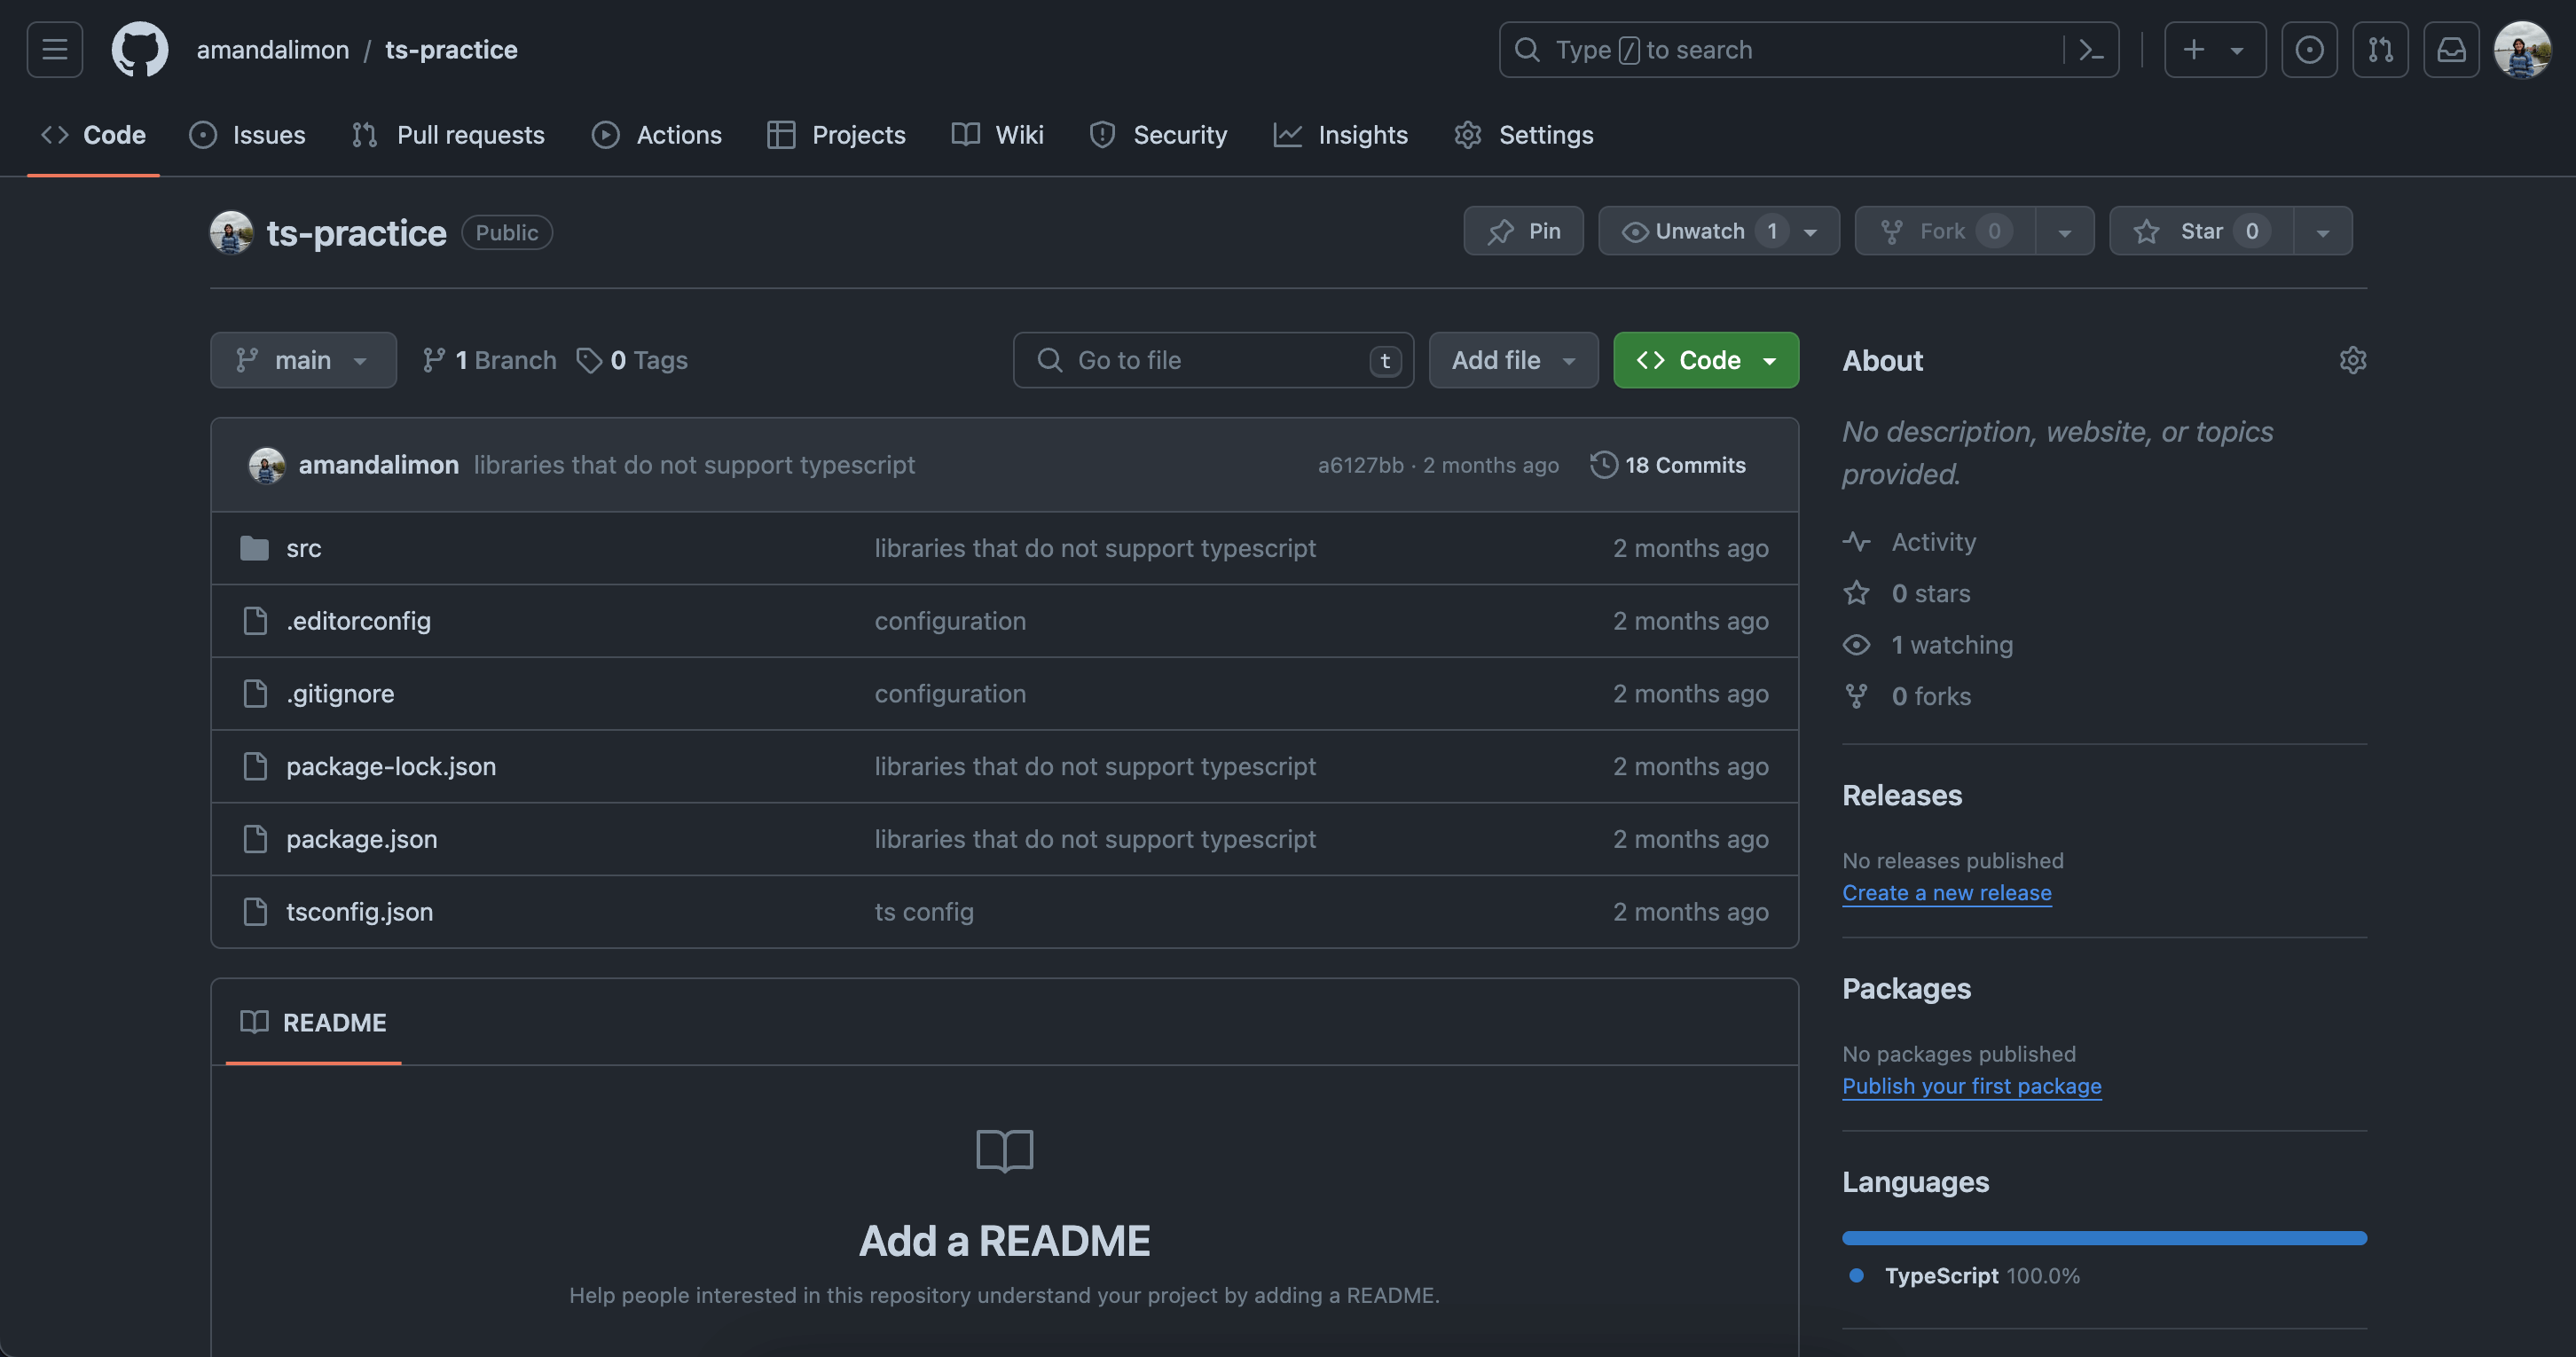 amandalimon / ts-practice
Type / to search
Code Issues Pull requests Actions Projects Wiki Security Insights Settings
ts-practice Public
Pin Unwatch 1 Fork 0 Star 0
main 1 Branch 0 Tags Go to file t Add file Code
amandalimon libraries that do not support typescript a6127bb · 2 months ago 18 Commits
src libraries that do not support typescript 2 months ago
.editorconfig configuration 2 months ago
.gitignore configuration 2 months ago
package-lock.json libraries that do not support typescript 2 months ago
package.json libraries that do not support typescript 2 months ago
tsconfig.json ts config 2 months ago
README
Add a README
Help people interested in this repository understand your project by adding a README.
About
No description, website, or topics
provided.
Activity
0 stars
1 watching
0 forks
Releases
No releases published
Create a new release
Packages
No packages published
Publish your first package
Languages
TypeScript 100.0%